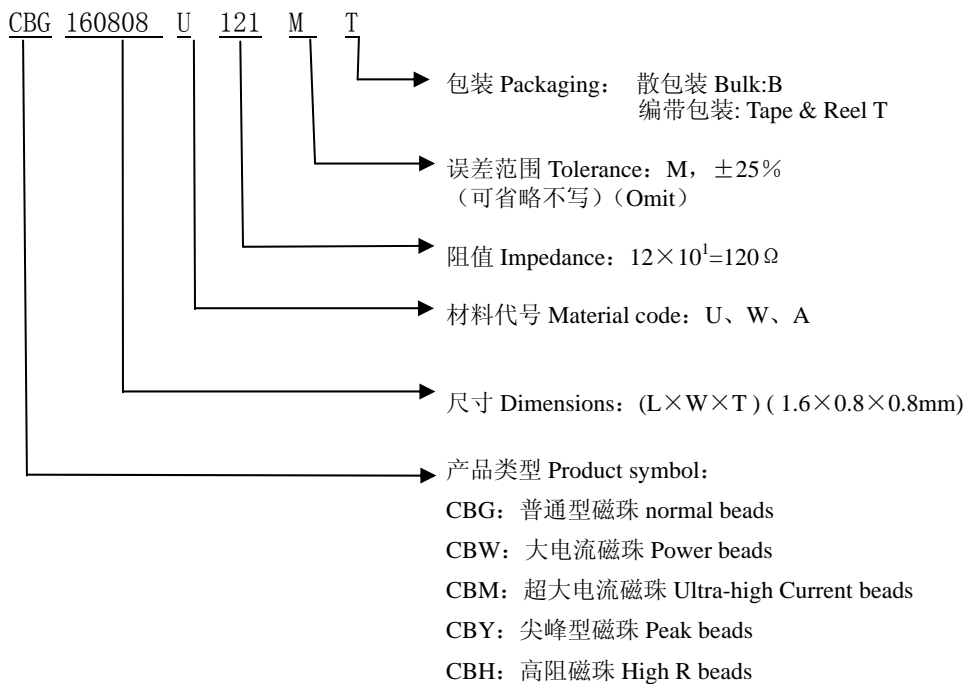 CBG 160808 U 121 M T
包装 Packaging： 散包装 Bulk:B
编带包装: Tape & Reel T
误差范围 Tolerance：M，±25%
（可省略不写）（Omit）
阻值 Impedance：12×10¹=120Ω
材料代号 Material code：U、W、A
尺寸 Dimensions：(L×W×T ) ( 1.6×0.8×0.8mm)
产品类型 Product symbol：
CBG：普通型磁珠 normal beads
CBW：大电流磁珠 Power beads
CBM：超大电流磁珠 Ultra-high Current beads
CBY：尖峰型磁珠 Peak beads
CBH：高阻磁珠 High R beads